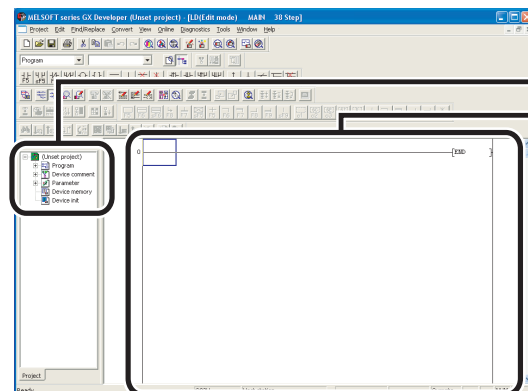 MELSOFT series GX Developer (Unset project) - [LD(Edit mode) MAIN 38 Step]
Project Edit Find/Replace Convert View Online Diagnostics Tools Window Help
Program
(Unset project)
Program
Device comment
Parameter
Device memory
Device init
0
[END ]
Project
Ready